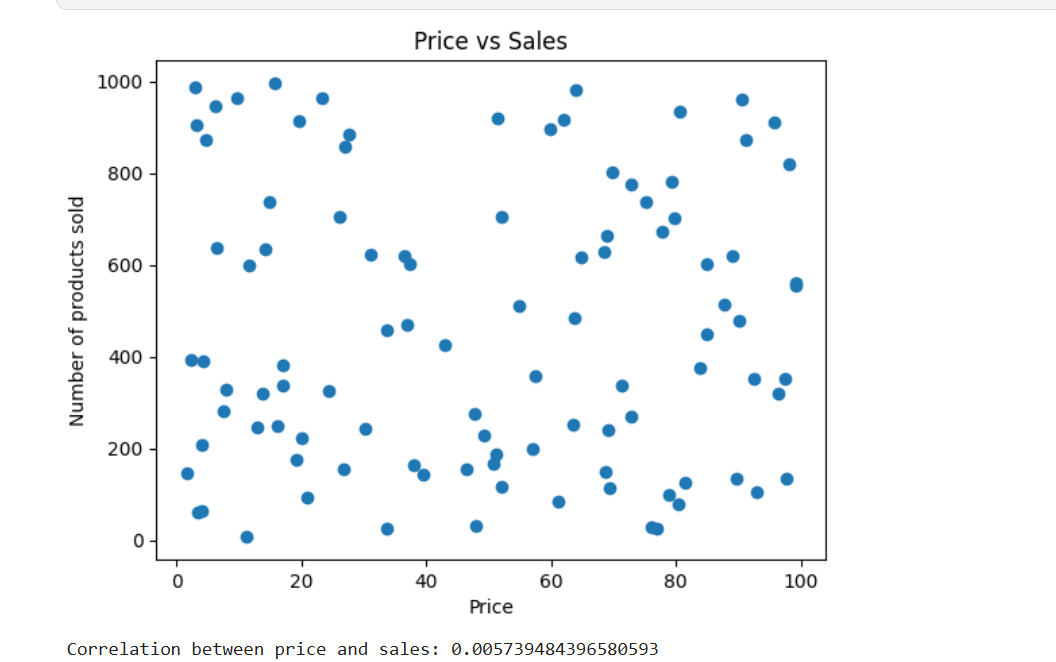 Price vs Sales
1000
800
600
400
200
0
Number of products sold
0 20 40 60 80 100
Price
Correlation between price and sales: 0.005739484396580593